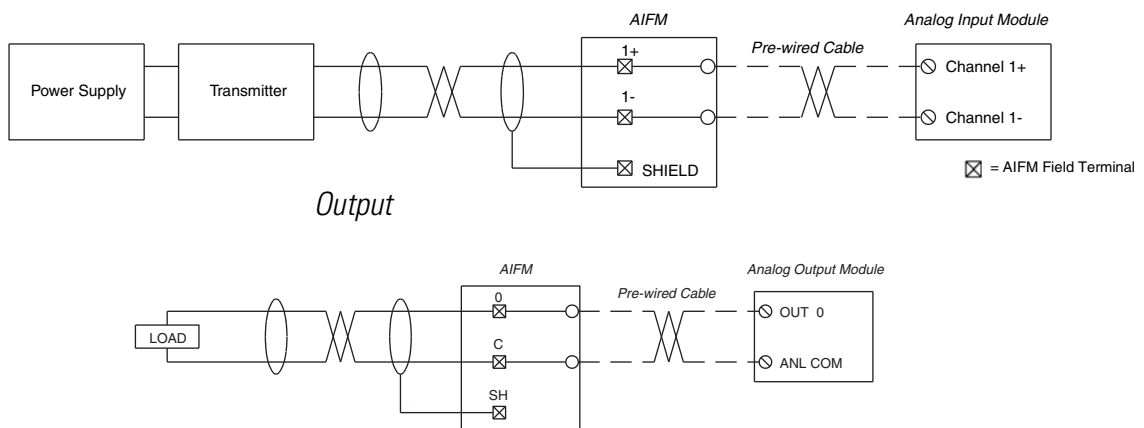 AIFM
Analog Input Module
1+
Pre-wired Cable
Power Supply
Transmitter
Channel 1+
1-
Channel 1-
SHIELD
= AIFM Field Terminal
Output
AIFM
Analog Output Module
0
Pre-wired Cable
OUT 0
LOAD
C
ANL COM
SH